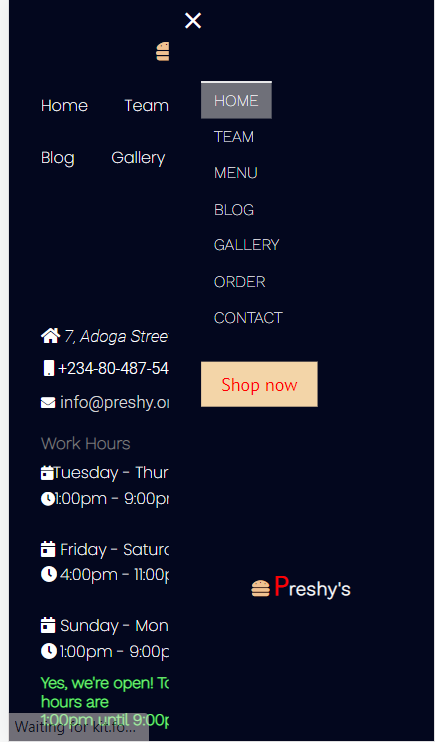 Home Team
Blog Gallery
7, Adoga Stree
+234-80-487-54
info@preshy.or
Work Hours
Tuesday - Thur
1:00pm - 9:00pm
Friday - Saturd
4:00pm - 11:00p
Sunday - Mon
1:00pm - 9:00p
Yes, we're open! To
hours are
1:00pm until 9:00p
Waiting for kit.fo...
×
HOME
TEAM
MENU
BLOG
GALLERY
ORDER
CONTACT
Shop now
Preshy's